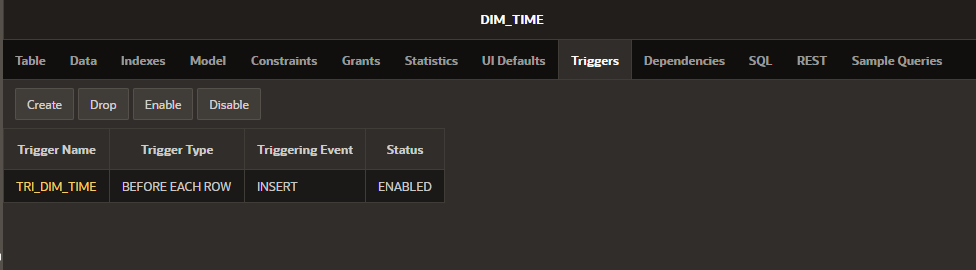 DIM_TIME
Table Data Indexes Model Constraints Grants Statistics UI Defaults Triggers Dependencies SQL REST Sample Queries
Create Drop Enable Disable
Trigger Name Trigger Type Triggering Event Status
TRI_DIM_TIME BEFORE EACH ROW INSERT ENABLED